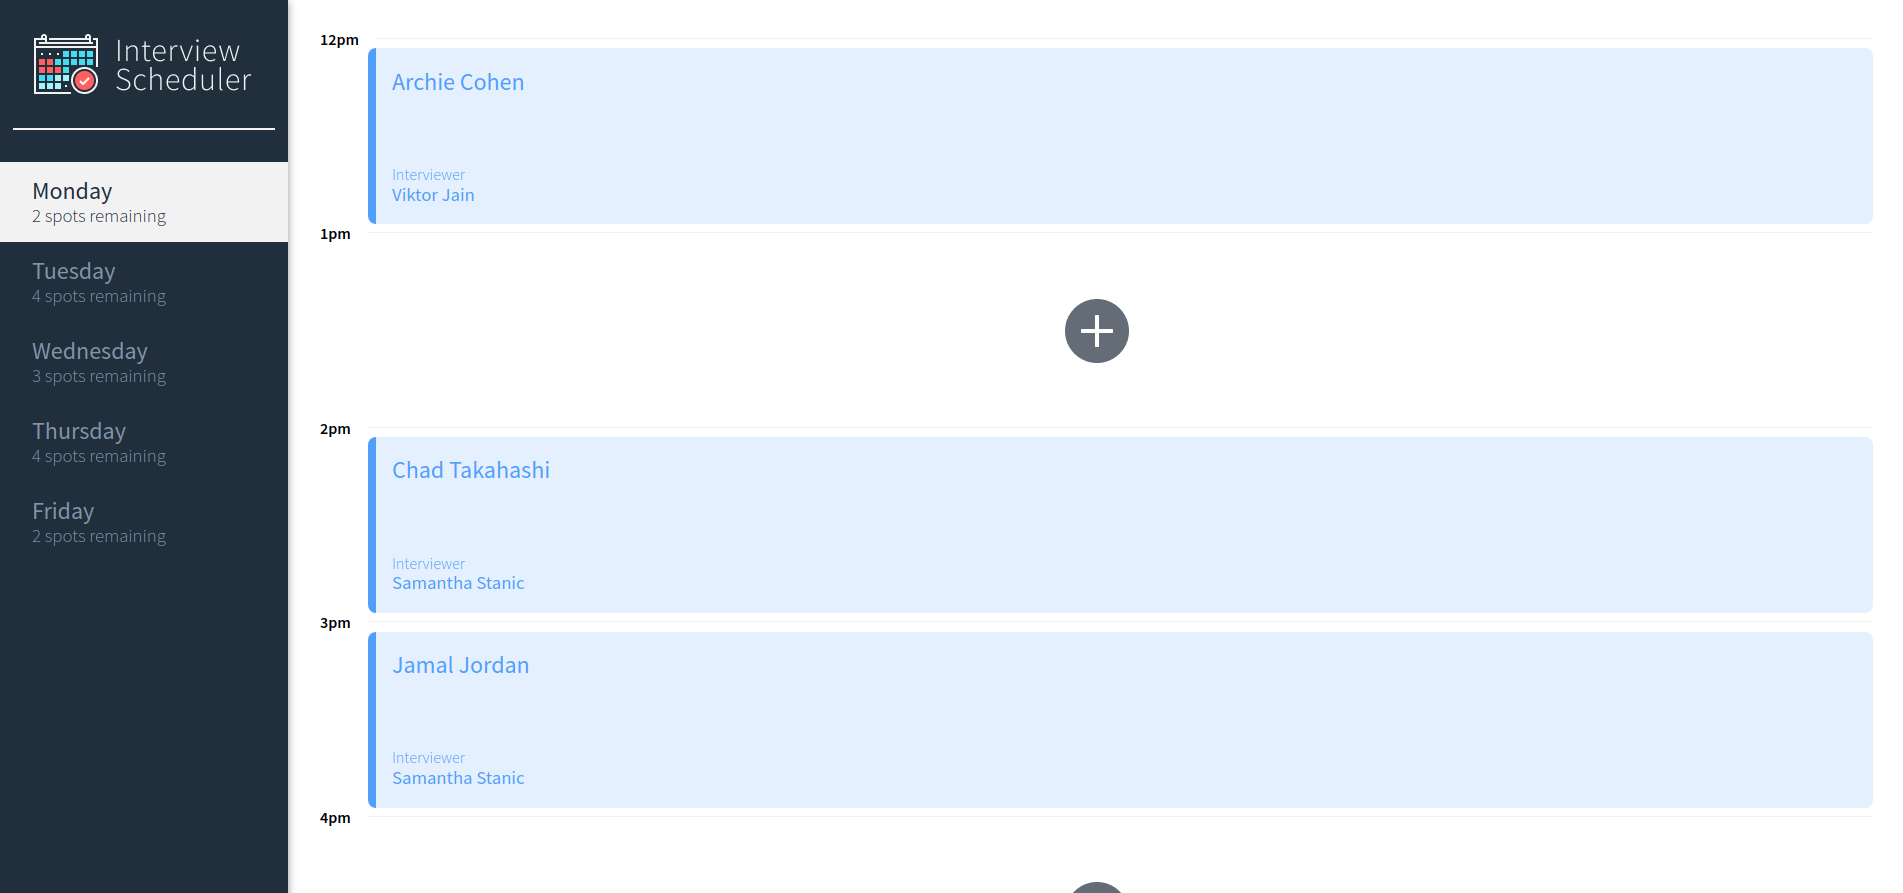 Interview
Scheduler
Monday
2 spots remaining
Tuesday
4 spots remaining
Wednesday
3 spots remaining
Thursday
4 spots remaining
Friday
2 spots remaining
12pm
Archie Cohen
Interviewer
Viktor Jain
1pm
2pm
Chad Takahashi
Interviewer
Samantha Stanic
3pm
Jamal Jordan
Interviewer
Samantha Stanic
4pm